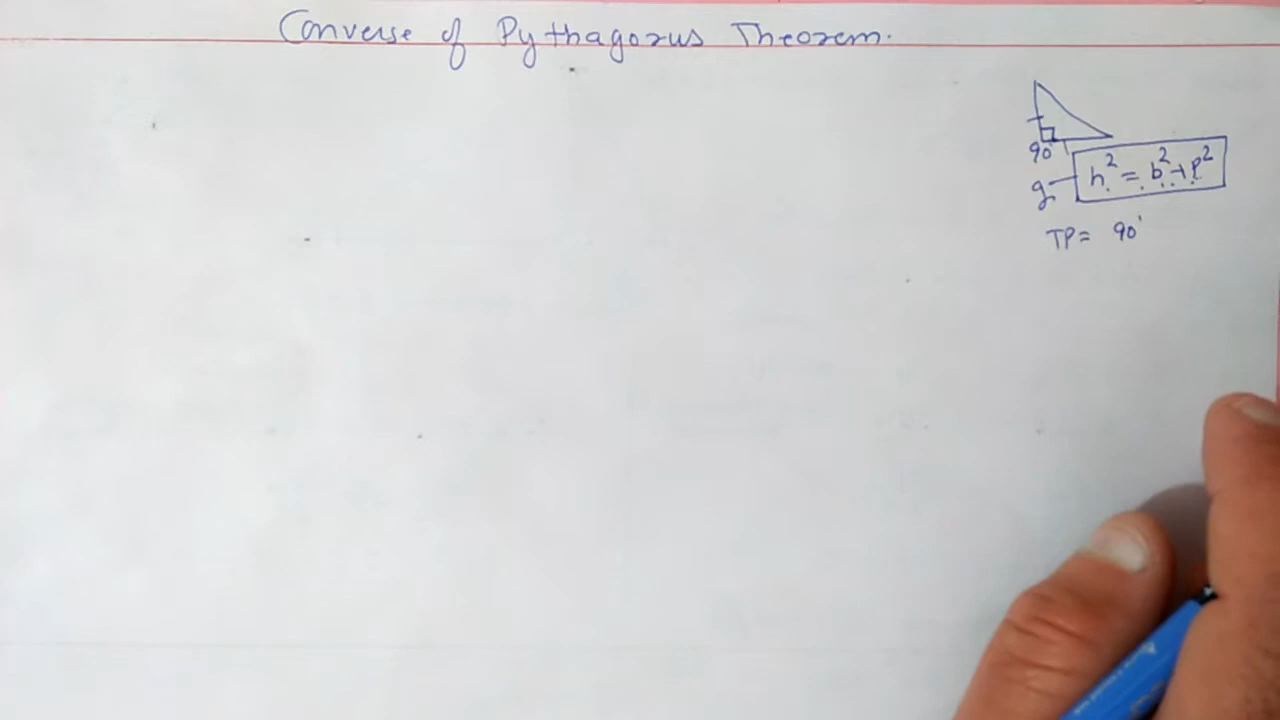 Converse of Pythagorus Theorem.
90°
g h² = b² + p²
TP = 90°